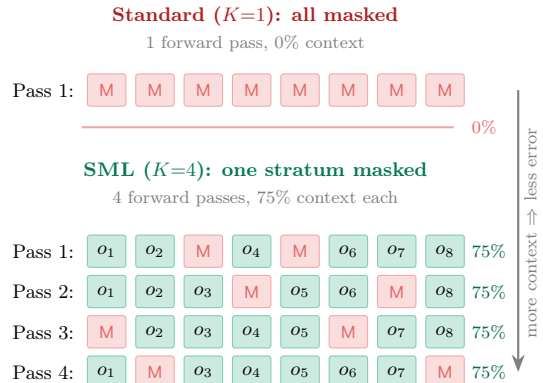 Standard (K=1): all masked
1 forward pass, 0% context
Pass 1: M M M M M M M M
0%
SML (K=4): one stratum masked
4 forward passes, 75% context each
Pass 1: o₁ o₂ M o₄ M o₆ o₇ o₈ 75%
Pass 2: o₁ o₂ o₃ M o₅ o₆ M o₈ 75%
Pass 3: M o₂ o₃ o₄ o₅ M o₇ o₈ 75%
Pass 4: o₁ M o₃ o₄ o₅ o₆ o₇ M 75%
more context ⇒ less error